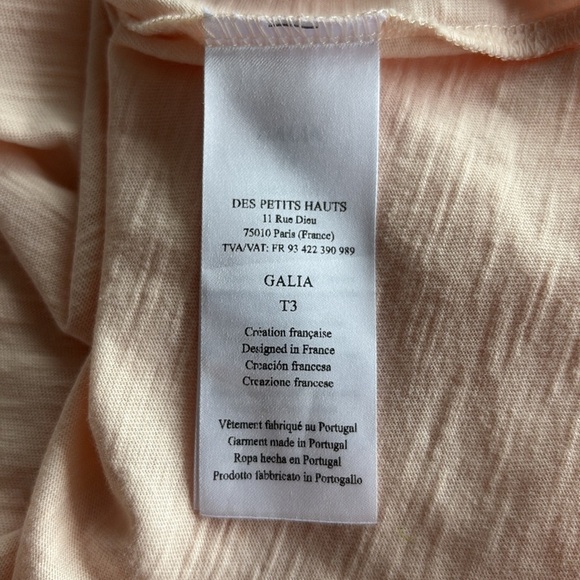 DES PETITS HAUTS
11 Rue Dieu
75010 Paris (France)
TVA/VAT: FR 93 422 390 989
GALIA
T3
Création française
Designed in France
Creación francesa
Creazione francese
Vêtement fabriqué au Portugal
Garment made in Portugal
Ropa hecha en Portugal
Prodotto fabbricato in Portogallo